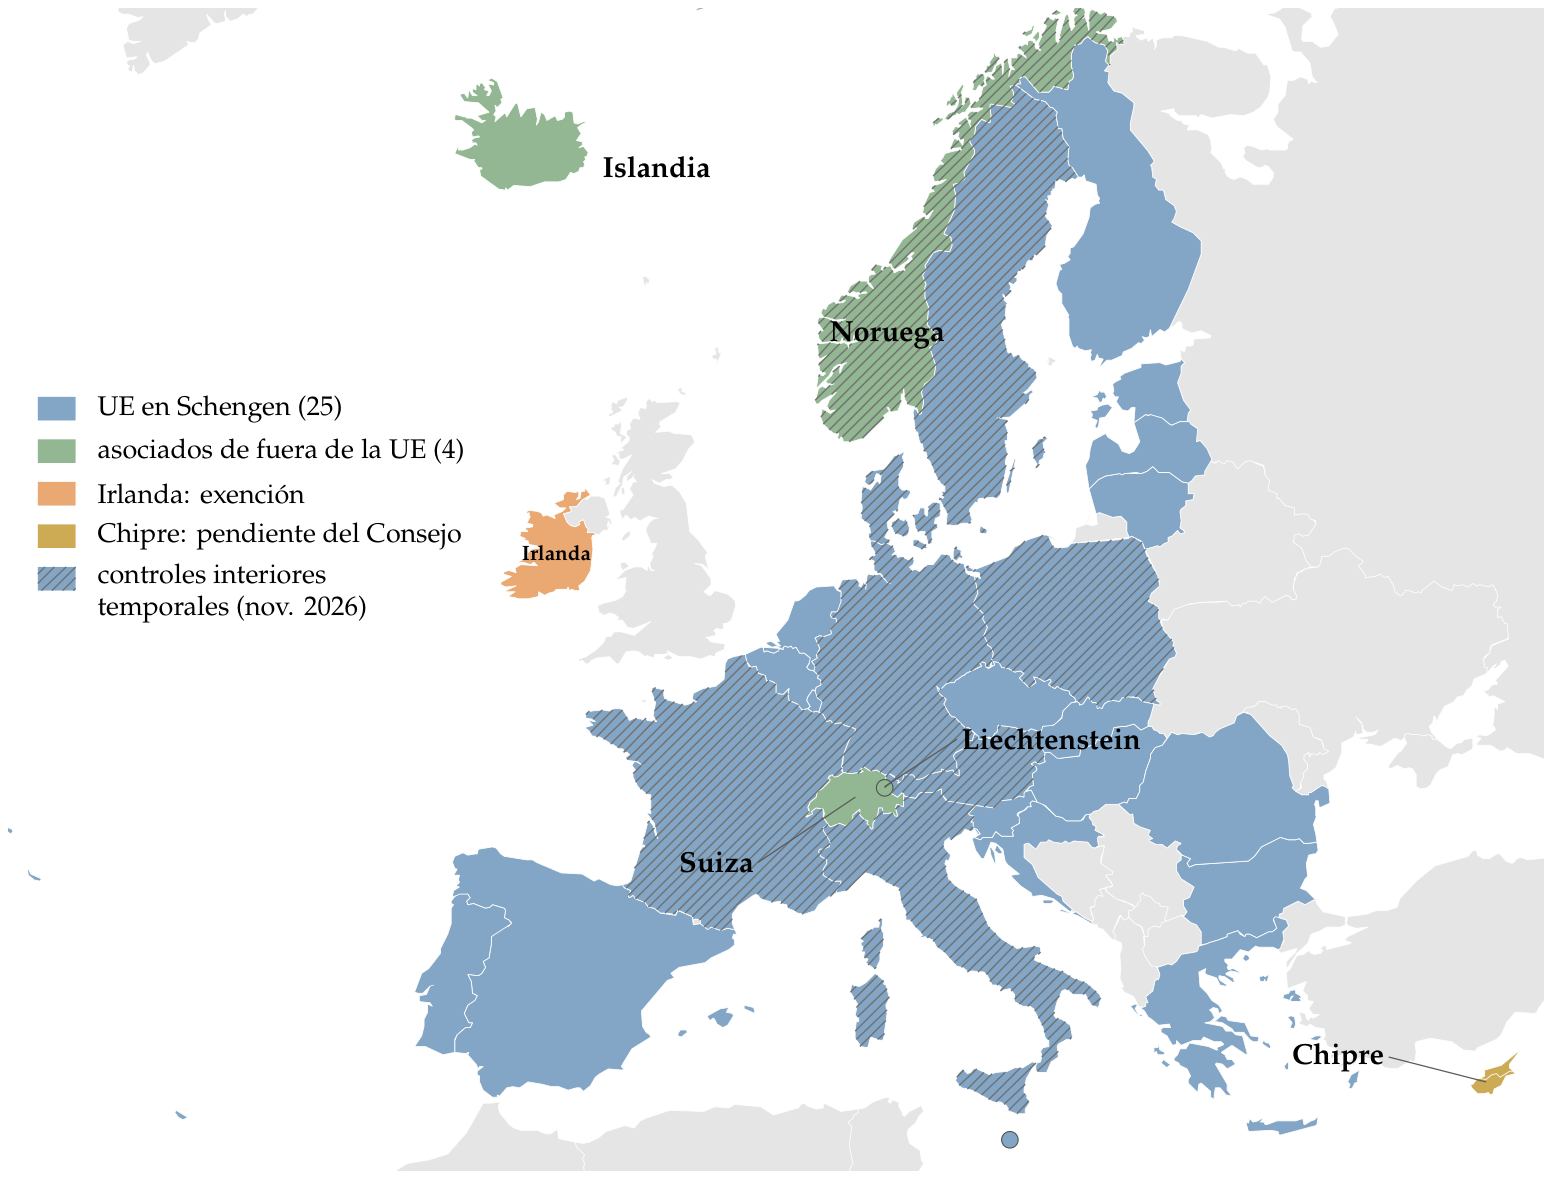 Islandia
Noruega
UE en Schengen (25)
asociados de fuera de la UE (4)
Irlanda: exención
Chipre: pendiente del Consejo
controles interiores
temporales (nov. 2026)
Irlanda
Liechtenstein
Suiza
Chipre